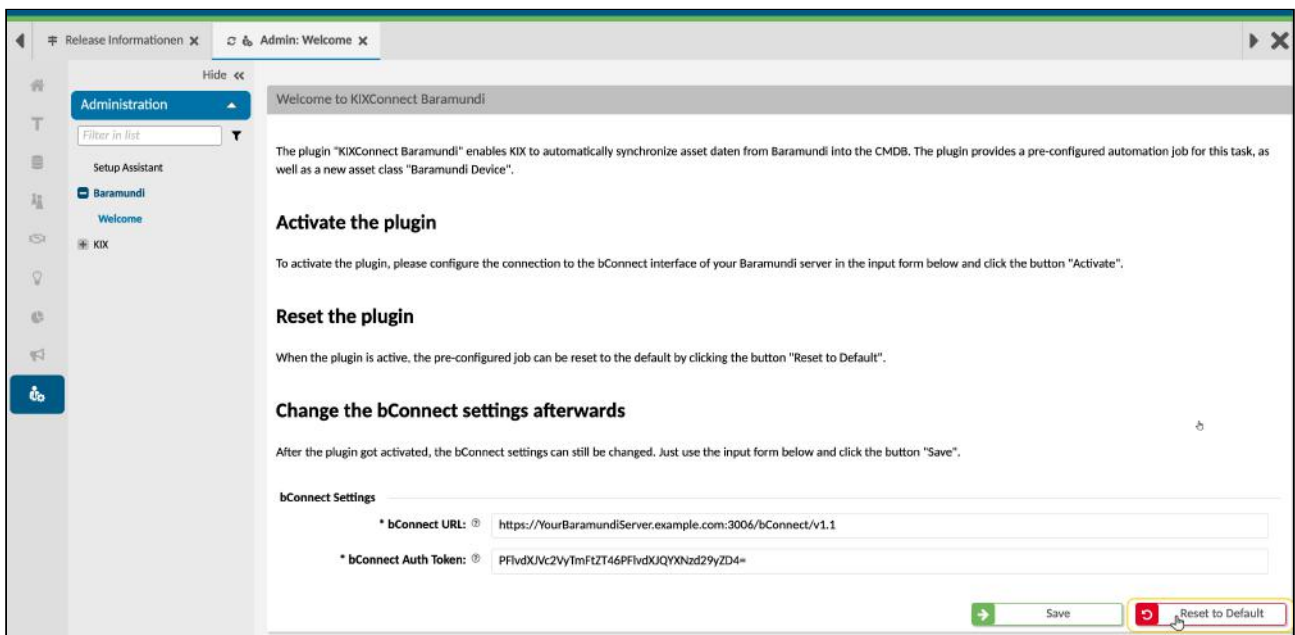 Release Informationen
Admin: Welcome
Hide
Administration
Filter in list
Setup Assistant
Baramundi
Welcome
KIX
Welcome to KIXConnect Baramundi
The plugin "KIXConnect Baramundi" enables KIX to automatically synchronize asset daten from Baramundi into the CMDB. The plugin provides a pre-configured automation job for this task, as
well as a new asset class "Baramundi Device".
Activate the plugin
To activate the plugin, please configure the connection to the bConnect interface of your Baramundi server in the input form below and click the button "Activate".
Reset the plugin
When the plugin is active, the pre-configured job can be reset to the default by clicking the button "Reset to Default".
Change the bConnect settings afterwards
After the plugin got activated, the bConnect settings can still be changed. Just use the input form below and click the button "Save".
bConnect Settings
* bConnect URL: https://YourBaramundiServer.example.com:3006/bConnect/v1.1
* bConnect Auth Token: PFlvdXJVc2VyTmFtZT46PFlvdXJQYXNzd29yZD4=
Save
Reset to Default